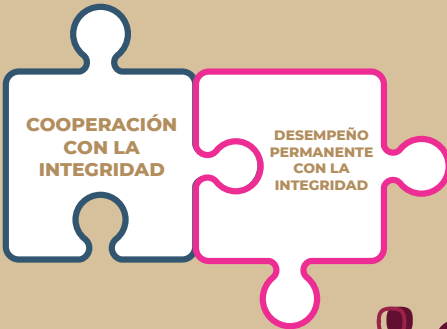 COOPERACIÓN
CON LA
INTEGRIDAD
DESEMPEÑO
PERMANENTE
CON LA
INTEGRIDAD